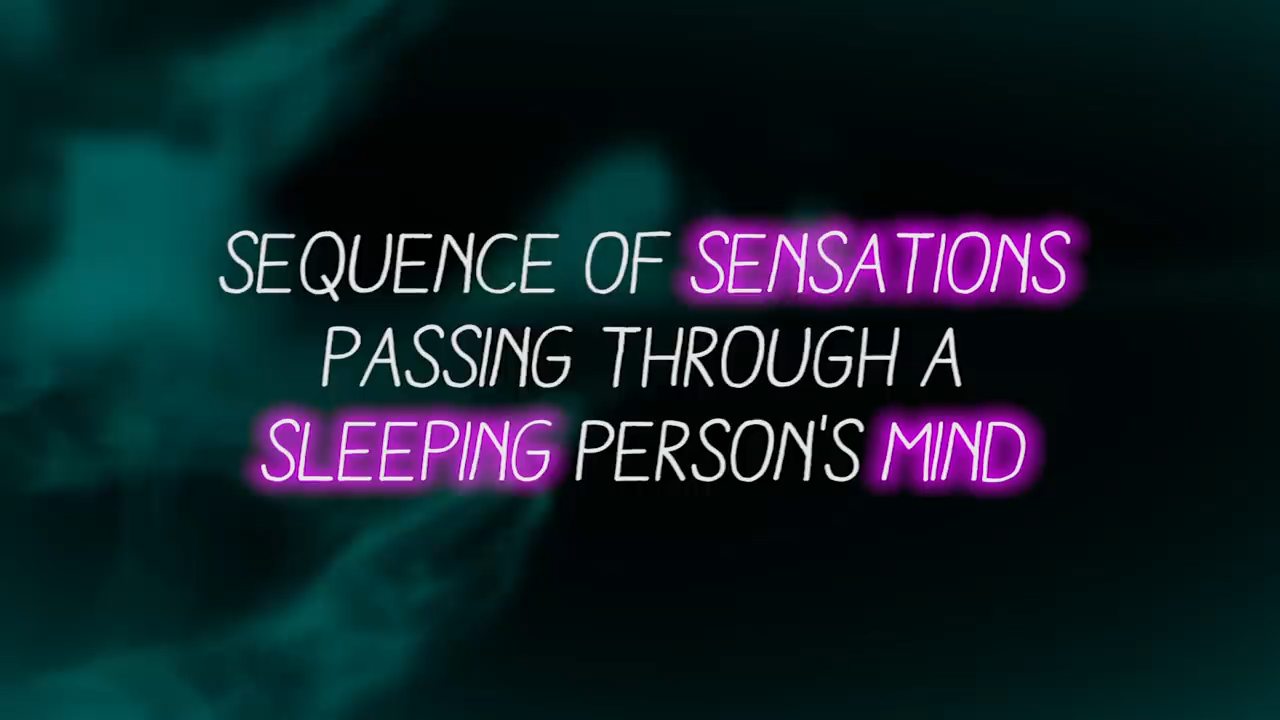 SEQUENCE OF SENSATIONS
PASSING THROUGH A
SLEEPING PERSON'S MIND